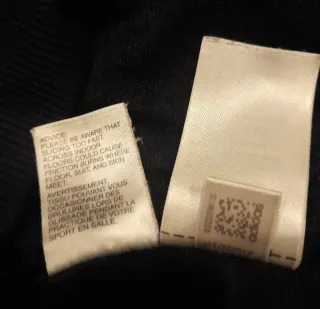 ADVICE:
PLEASE BE AWARE THAT
SLIDING TOO FAST
ACROSS INDOOR
FLOORS COULD CAUSE
FRICTION BURNS WHERE
FLOOR, SUIT, AND SKIN
MEET
AVERTISSEMENT:
TISSU POUVANT VOUS
OCCASIONNER DES
BRULURES LORS DE
GLISSADE PENDANT LA
PRACTIQUE DE VOTRE
SPORT EN SALLE.
adidas